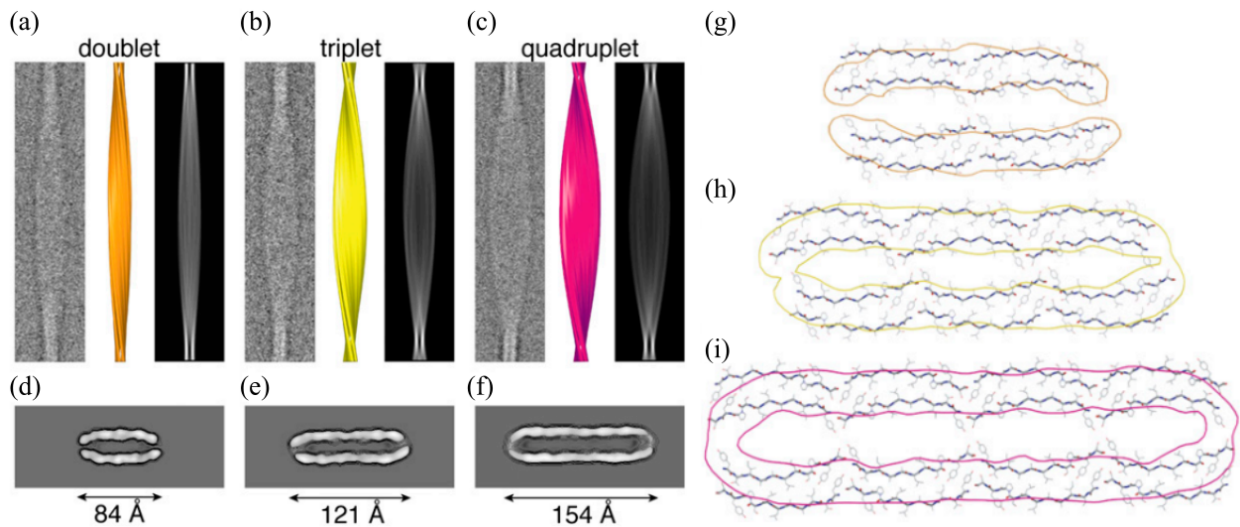 (a) (b) (c) (g)
doublet triplet quadruplet
(h)
(i)
(d) (e) (f)
84 Å 121 Å 154 Å